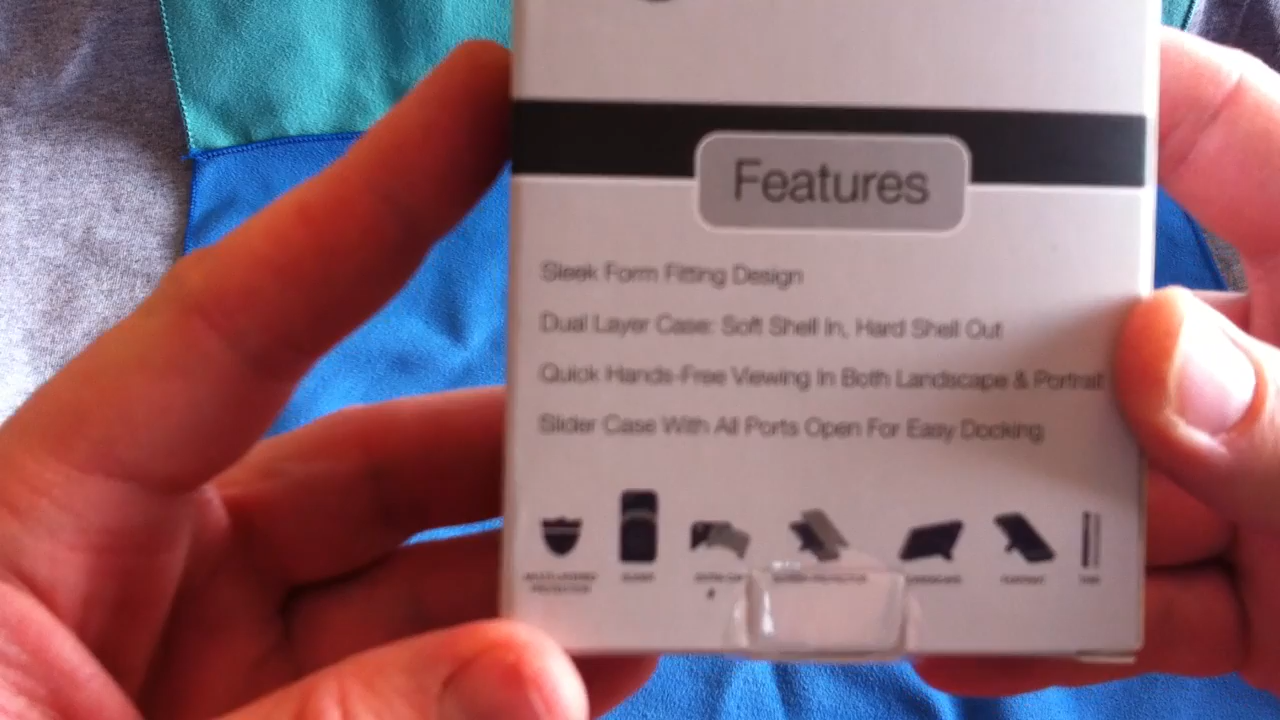 Features
Sleek Form Fitting Design
Dual Layer Case: Soft Shell In, Hard Shell Out
Quick Hands-Free Viewing In Both Landscape & Portrait
Slider Case With All Ports Open For Easy Docking